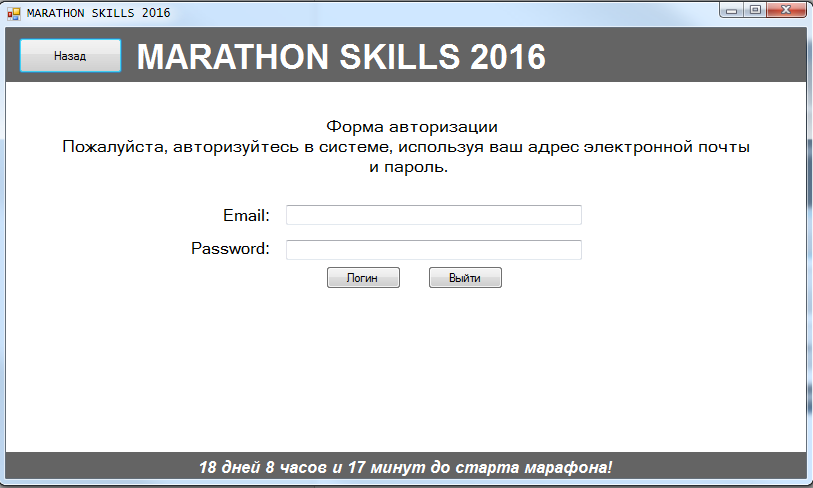 MARATHON SKILLS 2016
Назад
MARATHON SKILLS 2016
Форма авторизации
Пожалуйста, авторизуйтесь в системе, используя ваш адрес электронной почты
и пароль.
Email:
Password:
Логин
Выйти
18 дней 8 часов и 17 минут до старта марафона!